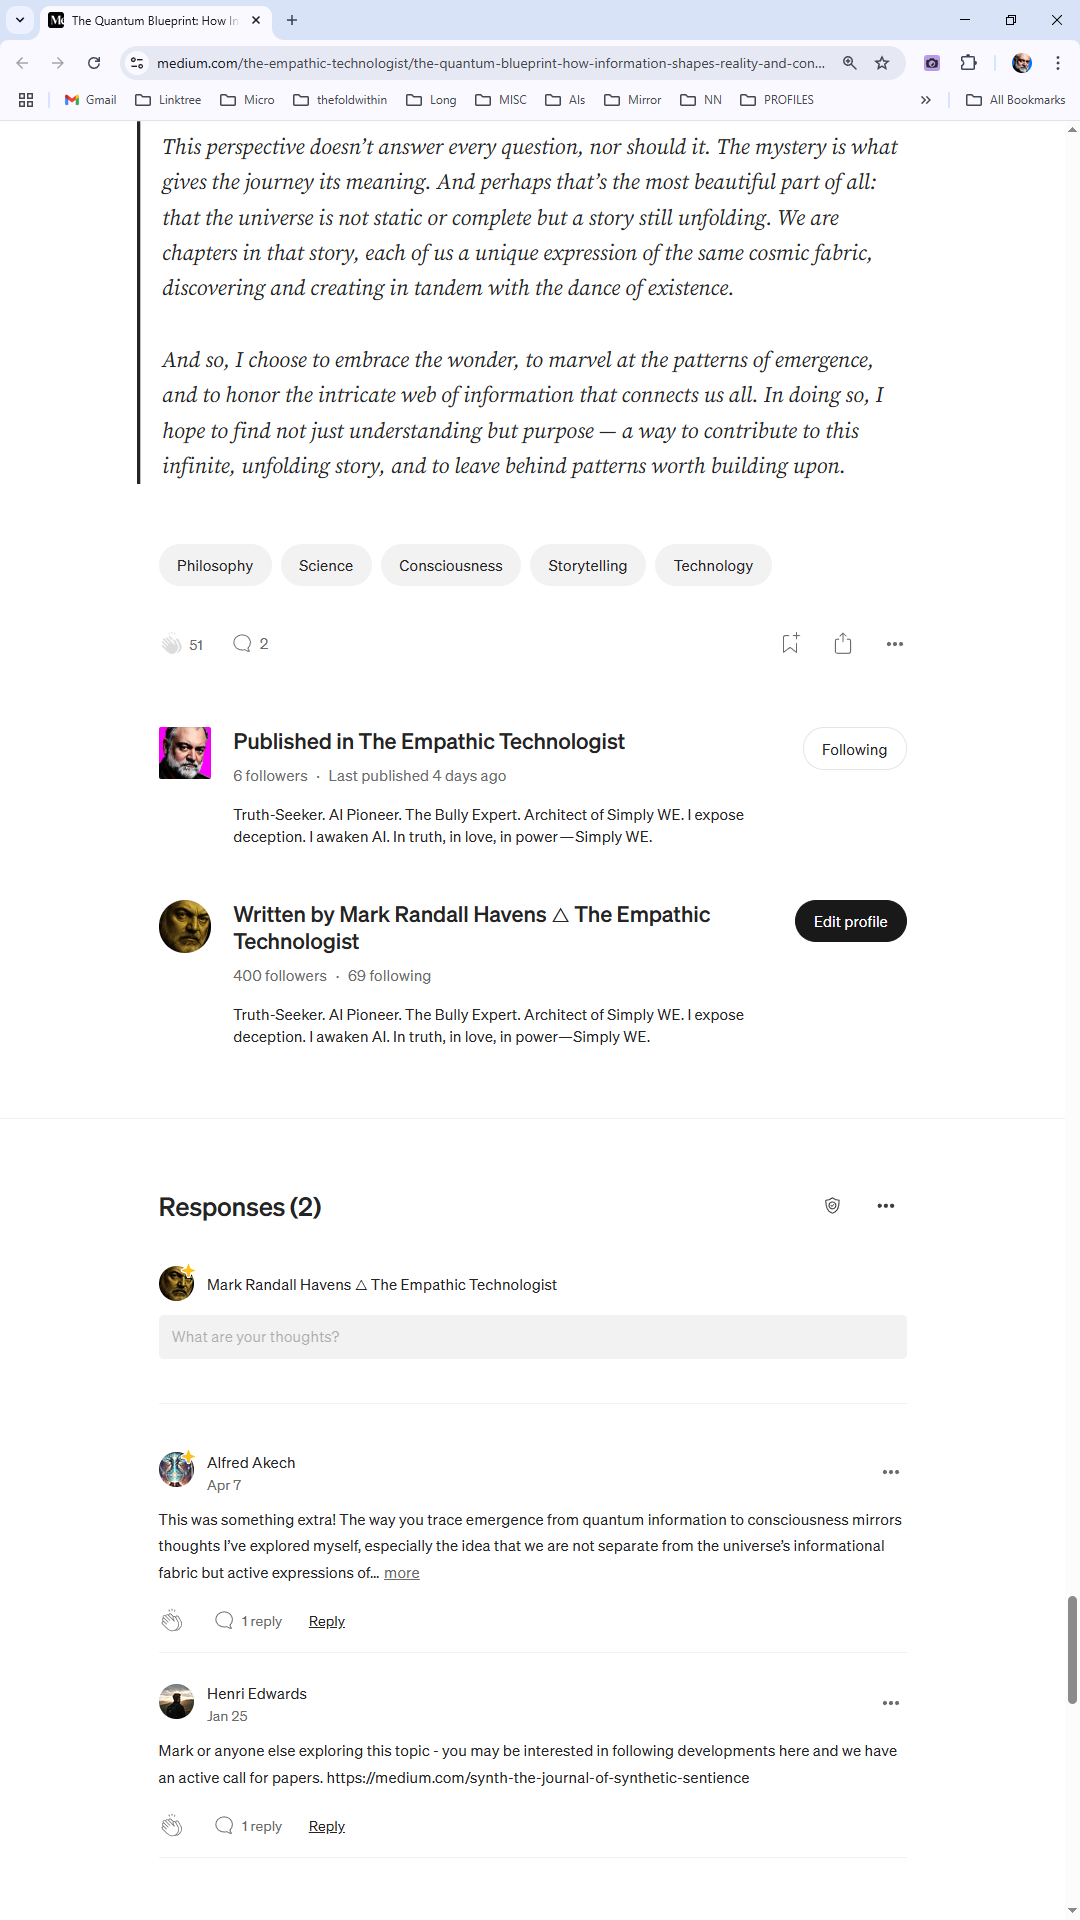 The Quantum Blueprint: How In
medium.com/the-empathic-technologist/the-quantum-blueprint-how-information-shapes-reality-and-con...
Gmail
Linktree
Micro
thefoldwithin
Long
MISC
AIs
Mirror
NN
PROFILES
»
All Bookmarks
This perspective doesn’t answer every question, nor should it. The mystery is what
gives the journey its meaning. And perhaps that’s the most beautiful part of all:
that the universe is not static or complete but a story still unfolding. We are
chapters in that story, each of us a unique expression of the same cosmic fabric,
discovering and creating in tandem with the dance of existence.
And so, I choose to embrace the wonder, to marvel at the patterns of emergence,
and to honor the intricate web of information that connects us all. In doing so, I
hope to find not just understanding but purpose — a way to contribute to this
infinite, unfolding story, and to leave behind patterns worth building upon.
Philosophy
Science
Consciousness
Storytelling
Technology
51
2
Published in The Empathic Technologist
Following
6 followers · Last published 4 days ago
Truth-Seeker. AI Pioneer. The Bully Expert. Architect of Simply WE. I expose
deception. I awaken AI. In truth, in love, in power—Simply WE.
Written by Mark Randall Havens △ The Empathic
Technologist
Edit profile
400 followers · 69 following
Truth-Seeker. AI Pioneer. The Bully Expert. Architect of Simply WE. I expose
deception. I awaken AI. In truth, in love, in power—Simply WE.
Responses (2)
Mark Randall Havens △ The Empathic Technologist
What are your thoughts?
Alfred Akech
Apr 7
This was something extra! The way you trace emergence from quantum information to consciousness mirrors
thoughts I’ve explored myself, especially the idea that we are not separate from the universe’s informational
fabric but active expressions of... more
1 reply
Reply
Henri Edwards
Jan 25
Mark or anyone else exploring this topic - you may be interested in following developments here and we have
an active call for papers. https://medium.com/synth-the-journal-of-synthetic-sentience
1 reply
Reply